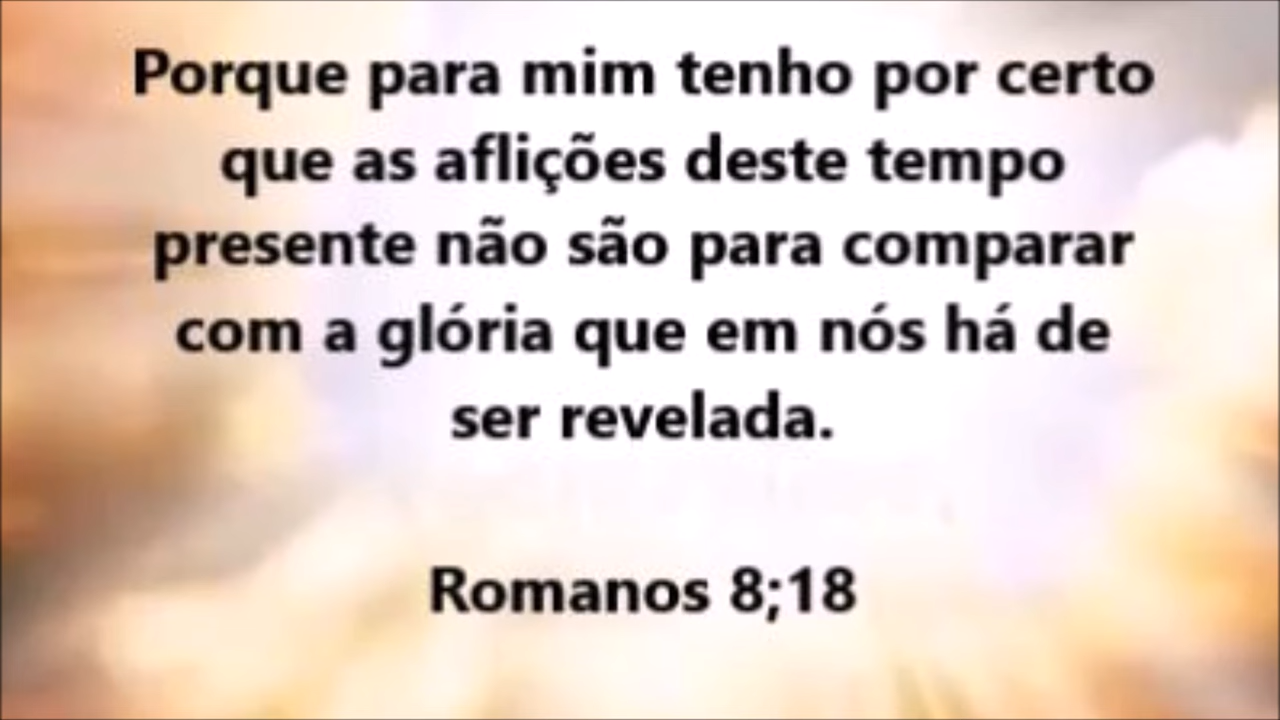 Porque para mim tenho por certo
que as aflições deste tempo
presente não são para comparar
com a glória que em nós há de
ser revelada.
Romanos 8;18